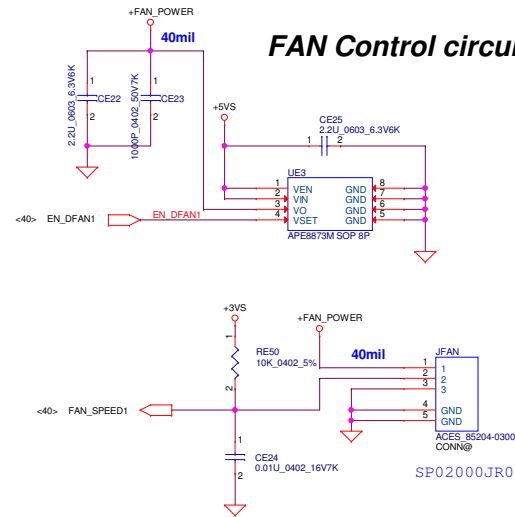 FAN Control circui
+FAN_POWER
40mil
1
CE22
2
2.2U_0603_6.3V6K
1
CE23
2
1000P_0402_50V7K
+5VS
CE25
2.2U_0603_6.3V6K
1 2
UE3
1 VEN GND 8
2 VIN GND 7
3 VO GND 6
4 VSET GND 5
APE8873M SOP 8P
<40> EN_DFAN1 EN_DFAN1
+3VS
1
RE50
10K_0402_5%
2
+FAN_POWER
40mil
JFAN
1 1
2 2
3 3
4 GND
5 GND
ACES_85204-0300
CONN@
<40> FAN_SPEED1
1
CE24
0.01U_0402_16V7K
2
SP02000JR0